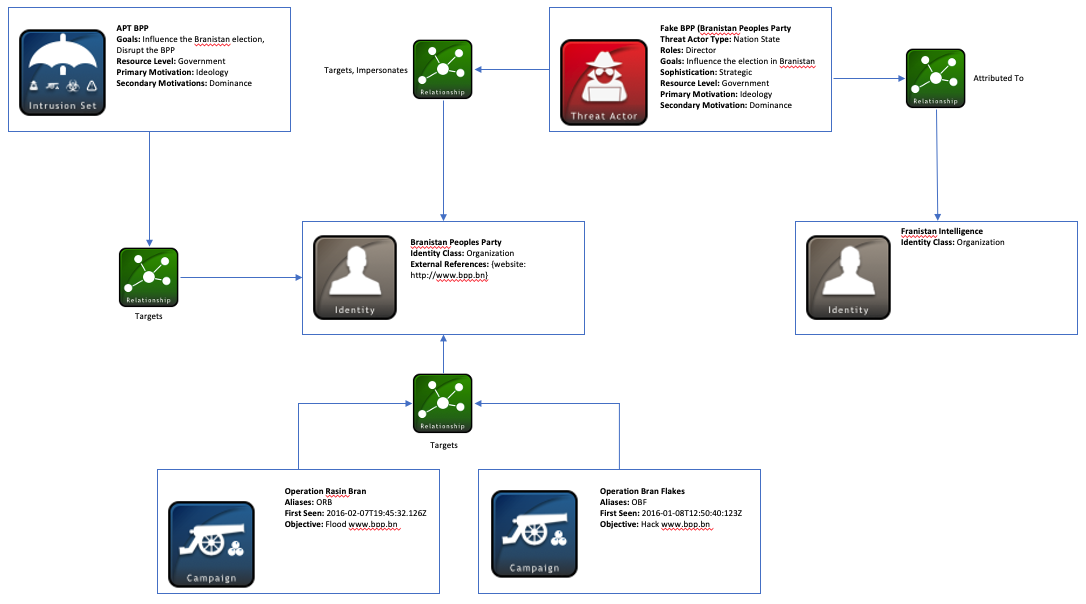 APT BPP
Goals: Influence the Branistan election,
Disrupt the BPP
Resource Level: Government
Primary Motivation: Ideology
Secondary Motivations: Dominance
Intrusion Set
Targets, Impersonates
Relationship
Fake BPP (Branistan Peoples Party
Threat Actor Type: Nation State
Roles: Director
Goals: Influence the election in Branistan
Sophistication: Strategic
Resource Level: Government
Primary Motivation: Ideology
Secondary Motivation: Dominance
Threat Actor
Relationship
Attributed To
Relationship
Targets
Branistan Peoples Party
Identity Class: Organization
External References: {website:
http://www.bpp.bn}
Identity
Franistan Intelligence
Identity Class: Organization
Identity
Relationship
Targets
Operation Rasin Bran
Aliases: ORB
First Seen: 2016-02-07T19:45:32.126Z
Objective: Flood www.bpp.bn
Campaign
Operation Bran Flakes
Aliases: OBF
First Seen: 2016-01-08T12:50:40:123Z
Objective: Hack www.bpp.bn
Campaign